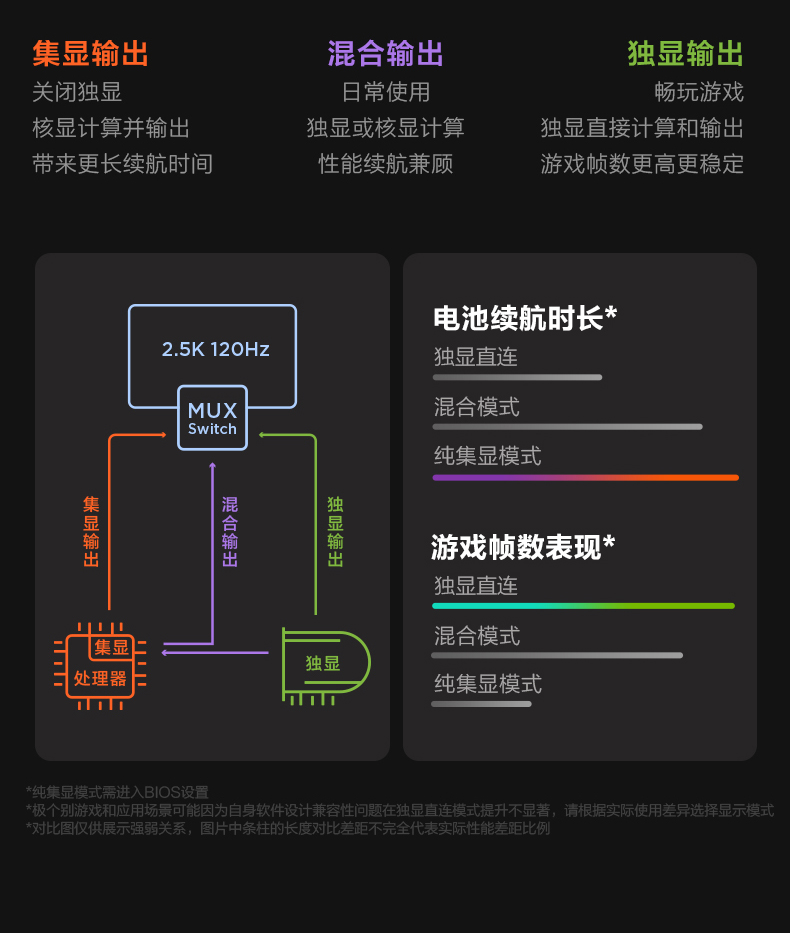 集显输出
关闭独显
核显计算并输出
带来更长续航时间
混合输出
日常使用
独显或核显计算
性能续航兼顾
独显输出
畅玩游戏
独显直接计算和输出
游戏帧数更高更稳定
2.5K 120Hz
MUX
Switch
集显输出
混合输出
独显输出
集显
处理器
独显
电池续航时长*
独显直连
混合模式
纯集显模式
游戏帧数表现*
独显直连
混合模式
纯集显模式
*纯集显模式需进入BIOS设置
*极个别游戏和应用场景可能因为自身软件设计兼容性问题在独显直连模式提升不显著，请根据实际使用差异选择显示模式
*对比图仅供展示强弱关系，图片中条柱的长度对比差距不完全代表实际性能差距比例